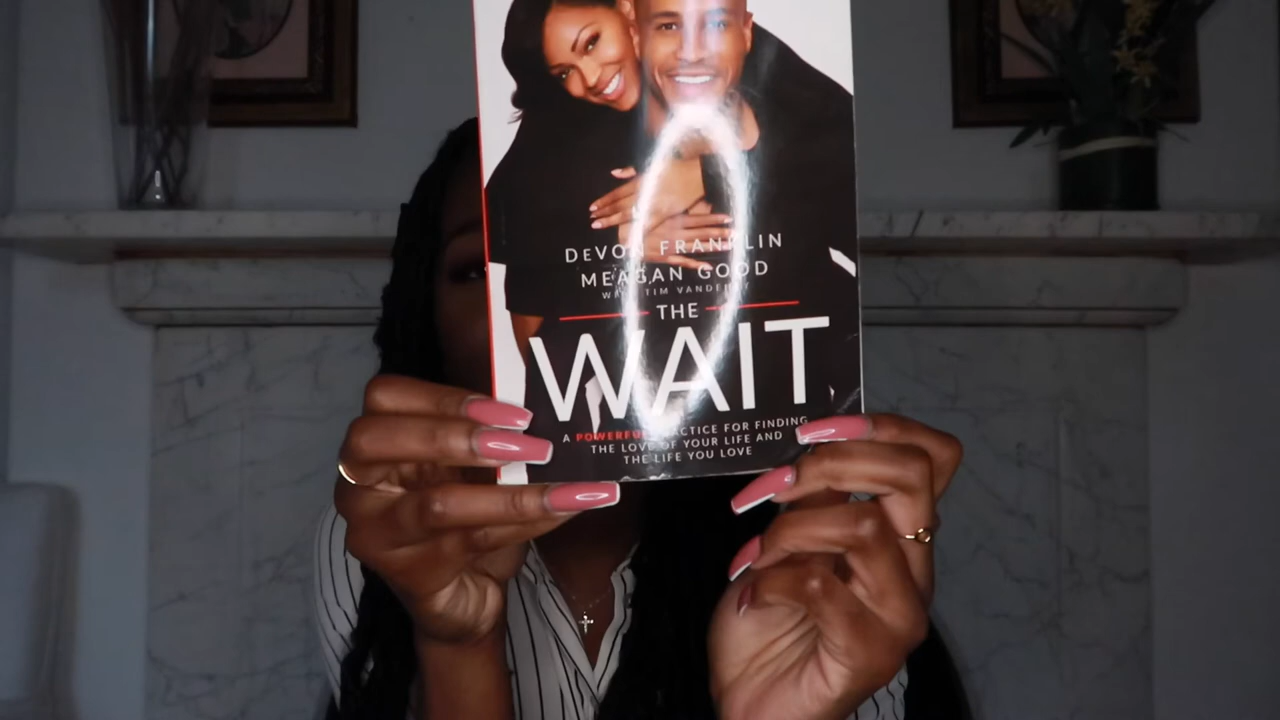 DEVON FRANKLIN
MEAGAN GOOD
WITH TIM VANDEHEY
THE
WAIT
A POWERFUL PRACTICE FOR FINDING
THE LOVE OF YOUR LIFE AND
THE LIFE YOU LOVE